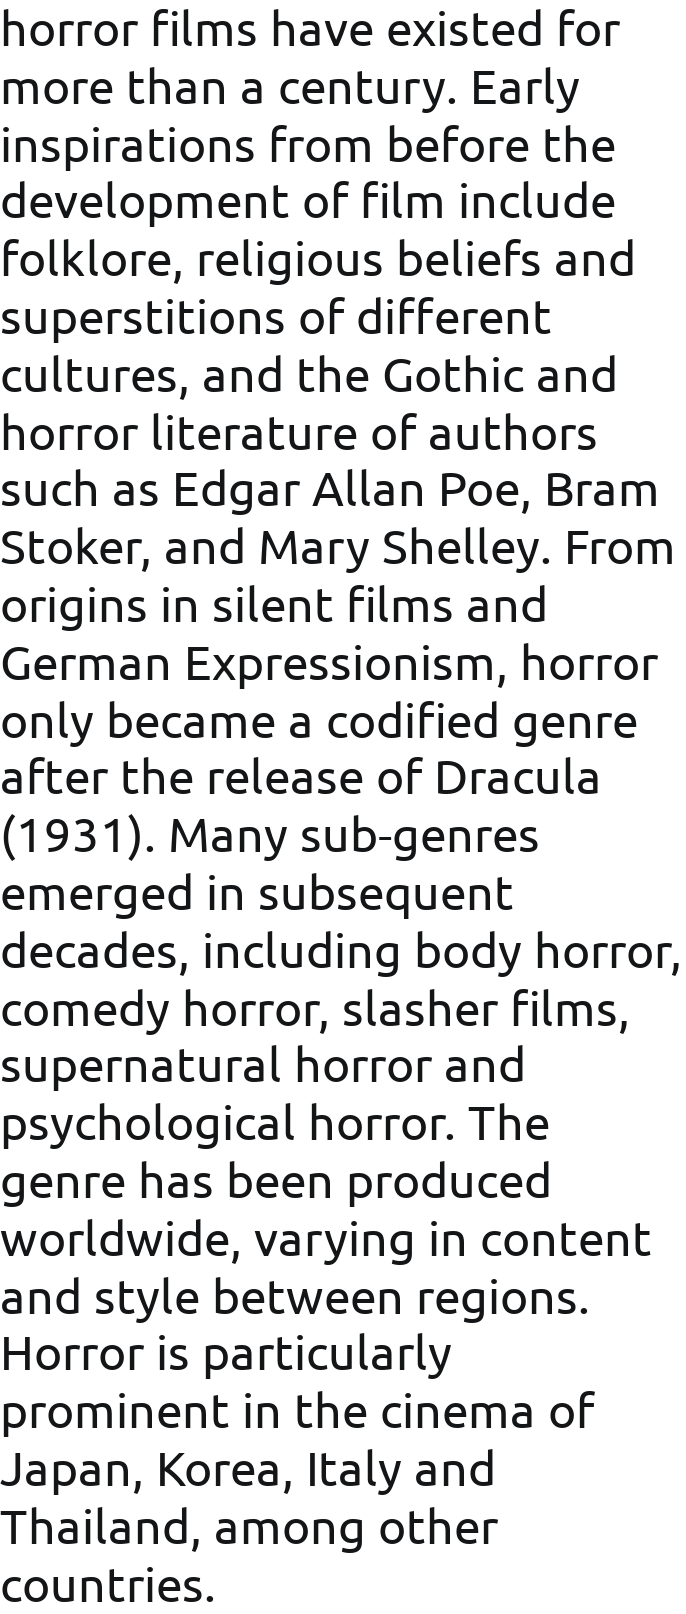 horror films have existed for
more than a century. Early
inspirations from before the
development of film include
folklore, religious beliefs and
superstitions of different
cultures, and the Gothic and
horror literature of authors
such as Edgar Allan Poe, Bram
Stoker, and Mary Shelley. From
origins in silent films and
German Expressionism, horror
only became a codified genre
after the release of Dracula
(1931). Many sub-genres
emerged in subsequent
decades, including body horror,
comedy horror, slasher films,
supernatural horror and
psychological horror. The
genre has been produced
worldwide, varying in content
and style between regions.
Horror is particularly
prominent in the cinema of
Japan, Korea, Italy and
Thailand, among other
countries.